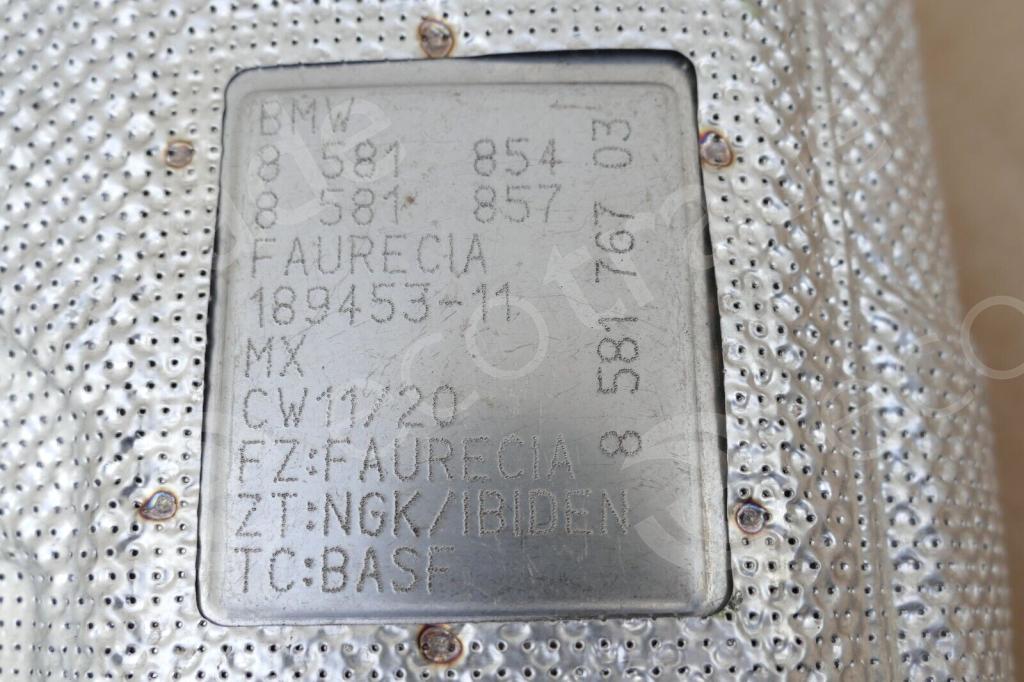 BMW
8 581 854
8 581 857
FAURECIA
189453-11
MX
CW11/20
FZ:FAURECIA
ZT:NGK/IBIDEN
TC:BASF
8 581 767 03